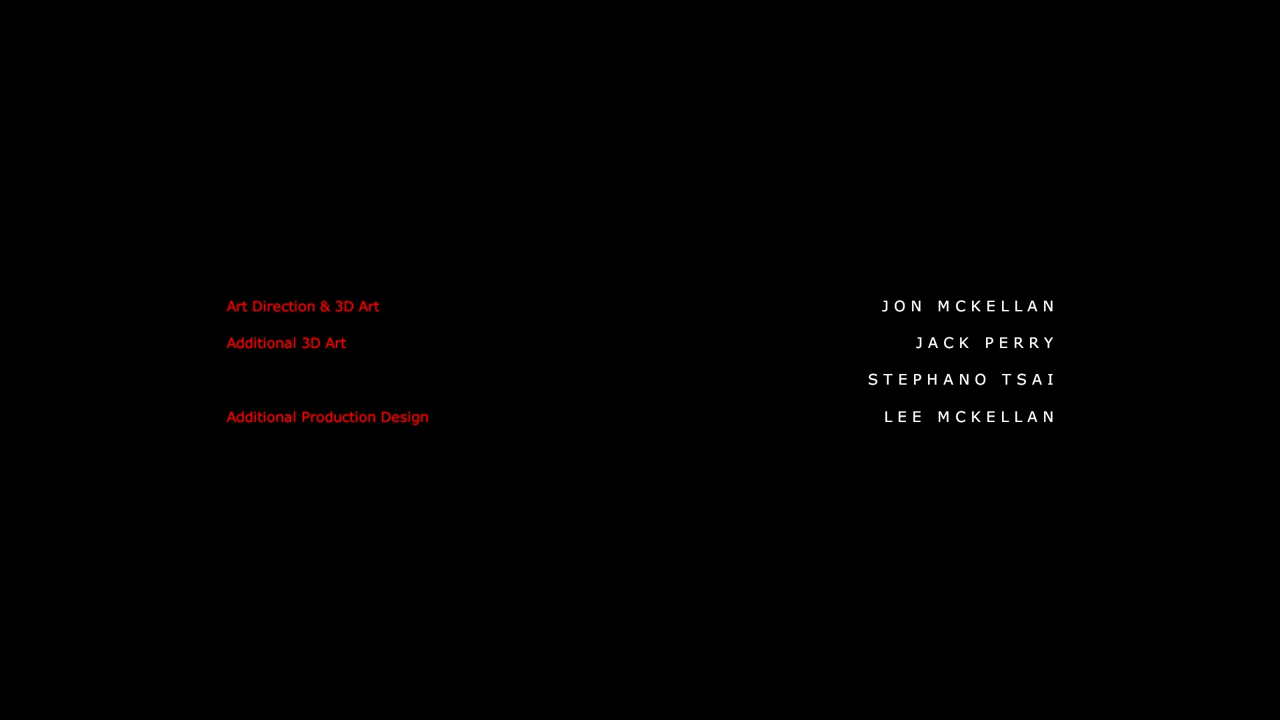 Art Direction & 3D Art JON MCKELLAN
Additional 3D Art JACK PERRY
STEPHANO TSAI
Additional Production Design LEE MCKELLAN